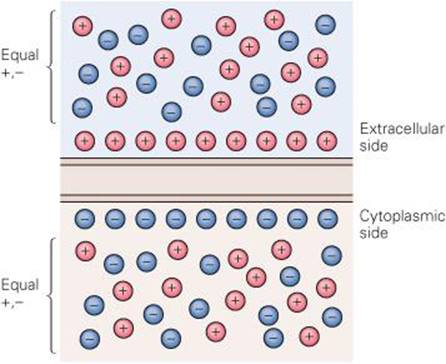 Equal
+,−
Extracellular
side
Cytoplasmic
side
Equal
+,−